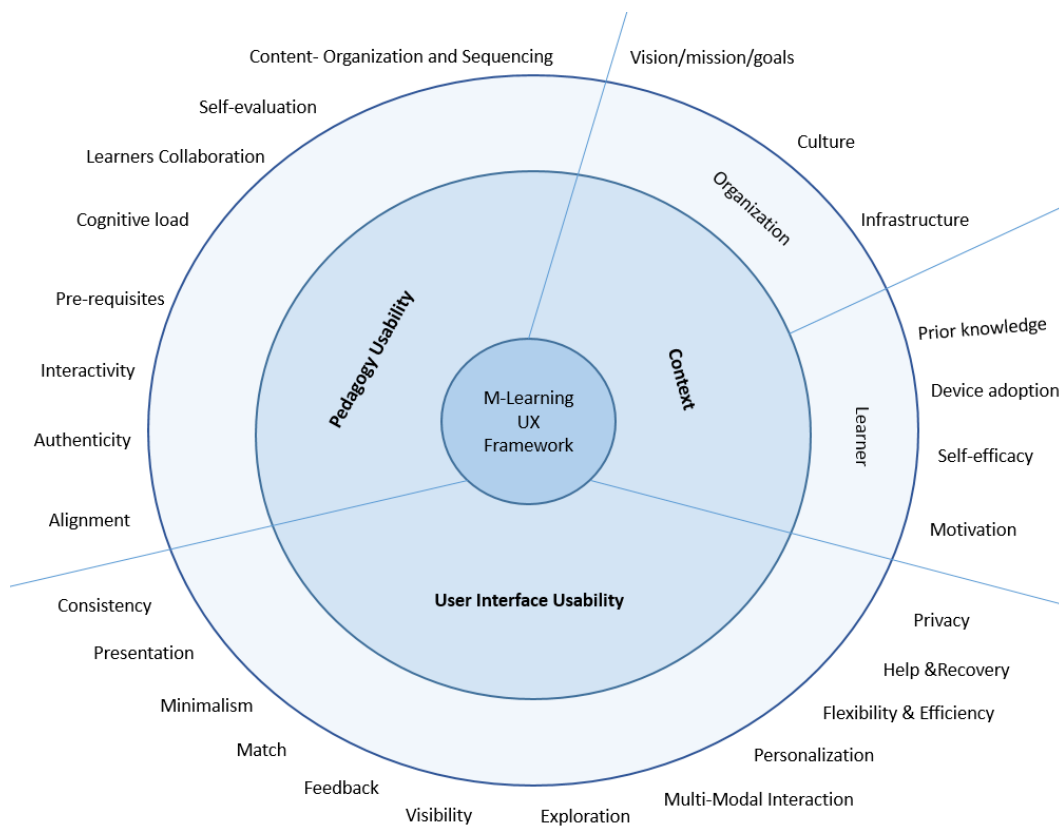 Content- Organization and Sequencing
Vision/mission/goals
Self-evaluation
Culture
Learners Collaboration
Organization
Cognitive load
Infrastructure
Pre-requisites
Prior knowledge
Pedagogy Usability
Context
Interactivity
Device adoption
M-Learning
UX
Framework
Learner
Authenticity
Self-efficacy
Alignment
Motivation
User Interface Usability
Consistency
Privacy
Presentation
Help &Recovery
Minimalism
Flexibility & Efficiency
Match
Personalization
Feedback
Multi-Modal Interaction
Visibility
Exploration